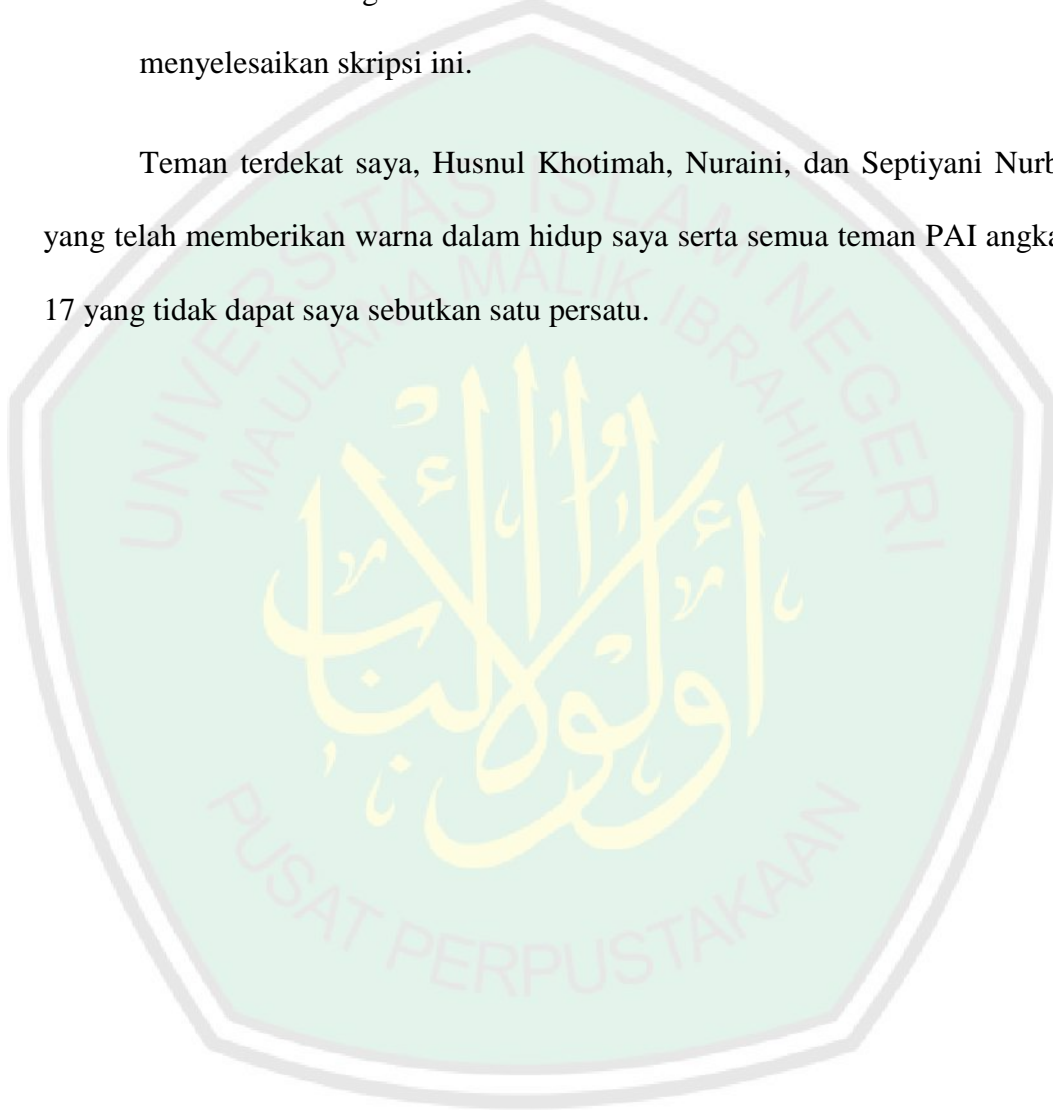 menyelesaikan skripsi ini.
Teman terdekat saya, Husnul Khotimah, Nuraini, dan Septiyani
yang telah memberikan warna dalam hidup saya serta semua teman PAI
17 yang tidak dapat saya sebutkan satu persatu.
UNIVERSITAS ISLAM NEGERI
MAULANA MALIK IBRAHIM
أولو الألباب
PUSAT PERPUSTAKAAN